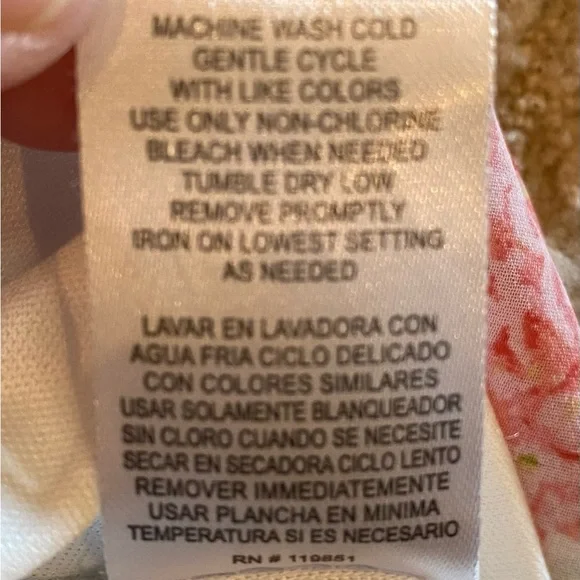 MACHINE WASH COLD
GENTLE CYCLE
WITH LIKE COLORS
USE ONLY NON-CHLORINE
BLEACH WHEN NEEDED
TUMBLE DRY LOW
REMOVE PROMPTLY
IRON ON LOWEST SETTING
AS NEEDED
LAVAR EN LAVADORA CON
AGUA FRIA CICLO DELICADO
CON COLORES SIMILARES
USAR SOLAMENTE BLANQUEADOR
SIN CLORO CUANDO SE NECESITE
SECAR EN SECADORA CICLO LENTO
REMOVER IMMEDIATEMENTE
USAR PLANCHA EN MINIMA
TEMPERATURA SI ES NECESARIO
RN # 119851